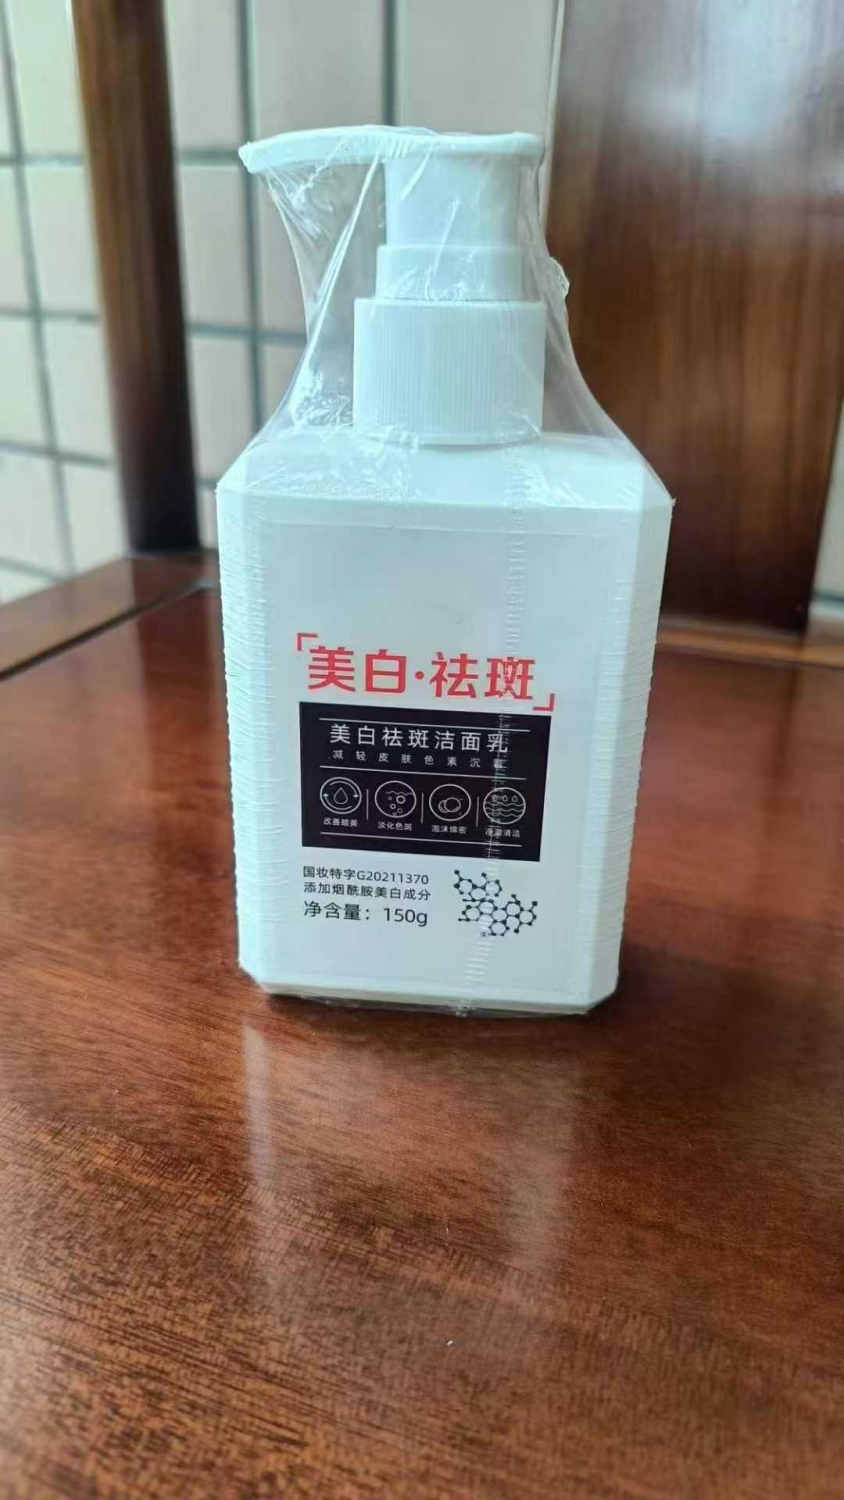 「美白·祛斑」
美白祛斑洁面乳
减轻皮肤色素沉着
改善暗黄 淡化色斑 泡沫绵密 净澈清洁
国妆特字G20211370
添加烟酰胺美白成分
净含量：150g